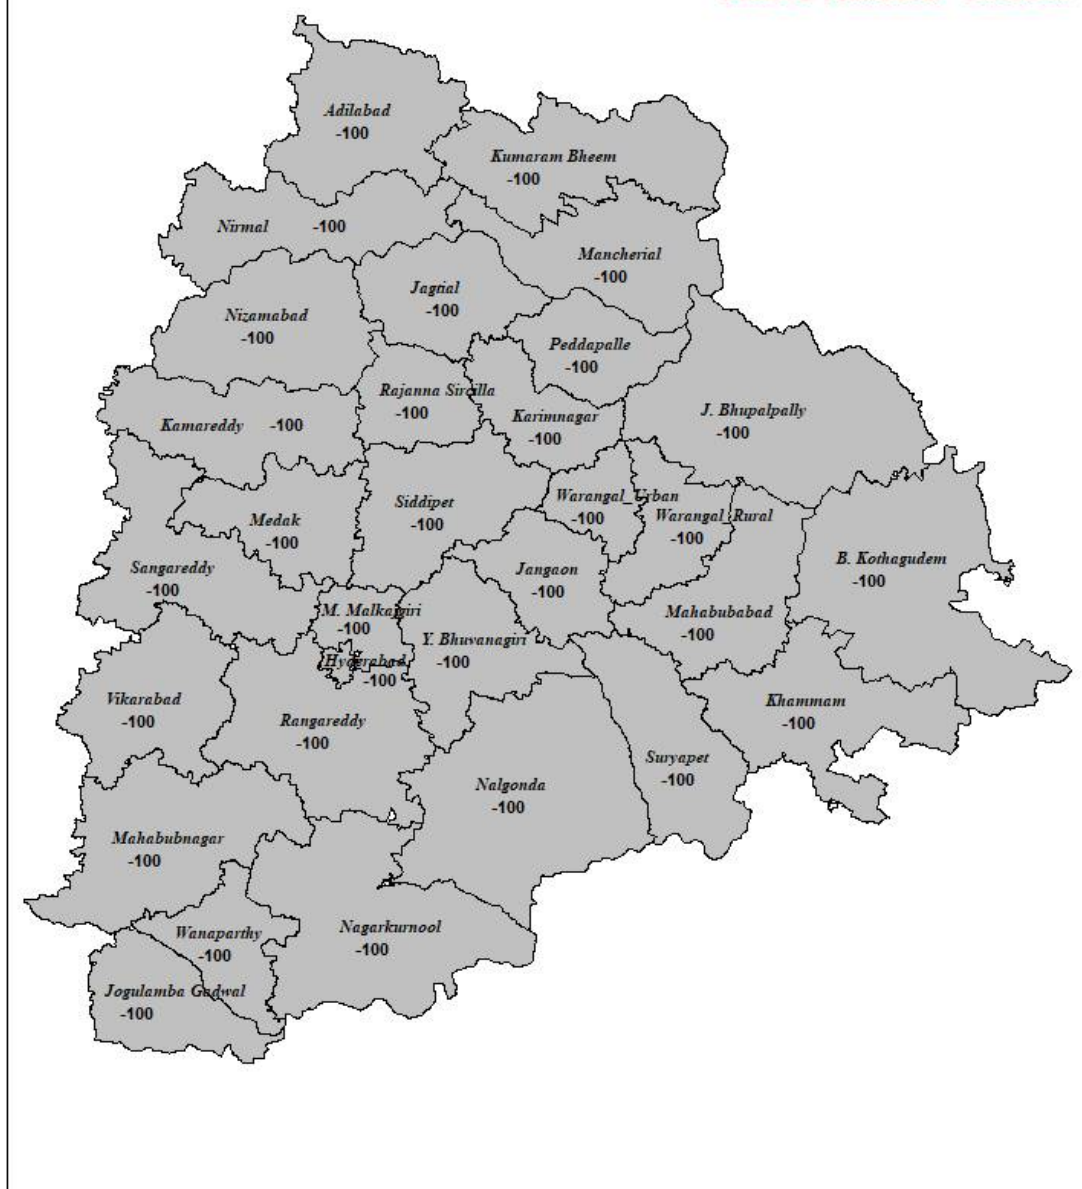 Adilabad
-100
Kumaram Bheem
-100
Nirmal -100
Mancherial
-100
Jagtial
-100
Nizamabad
-100
Peddapalle
-100
Rajanna Sircilla
-100
Karimnagar
-100
J. Bhupalpally
-100
Kamareddy -100
Siddipet
-100
Warangal_Urban
-100
Warangal_Rural
-100
Medak
-100
Sangareddy
-100
Jangaon
-100
B. Kothagudem
-100
M. Malkajgiri
-100
Mahabubabad
-100
Y. Bhuvanagiri
-100
Hyderabad
-100
Vikarabad
-100
Rangareddy
-100
Khammam
-100
Suryapet
-100
Nalgonda
-100
Mahabubnagar
-100
Wanaparthy
-100
Nagarkurnool
-100
Jogulamba Gadwal
-100